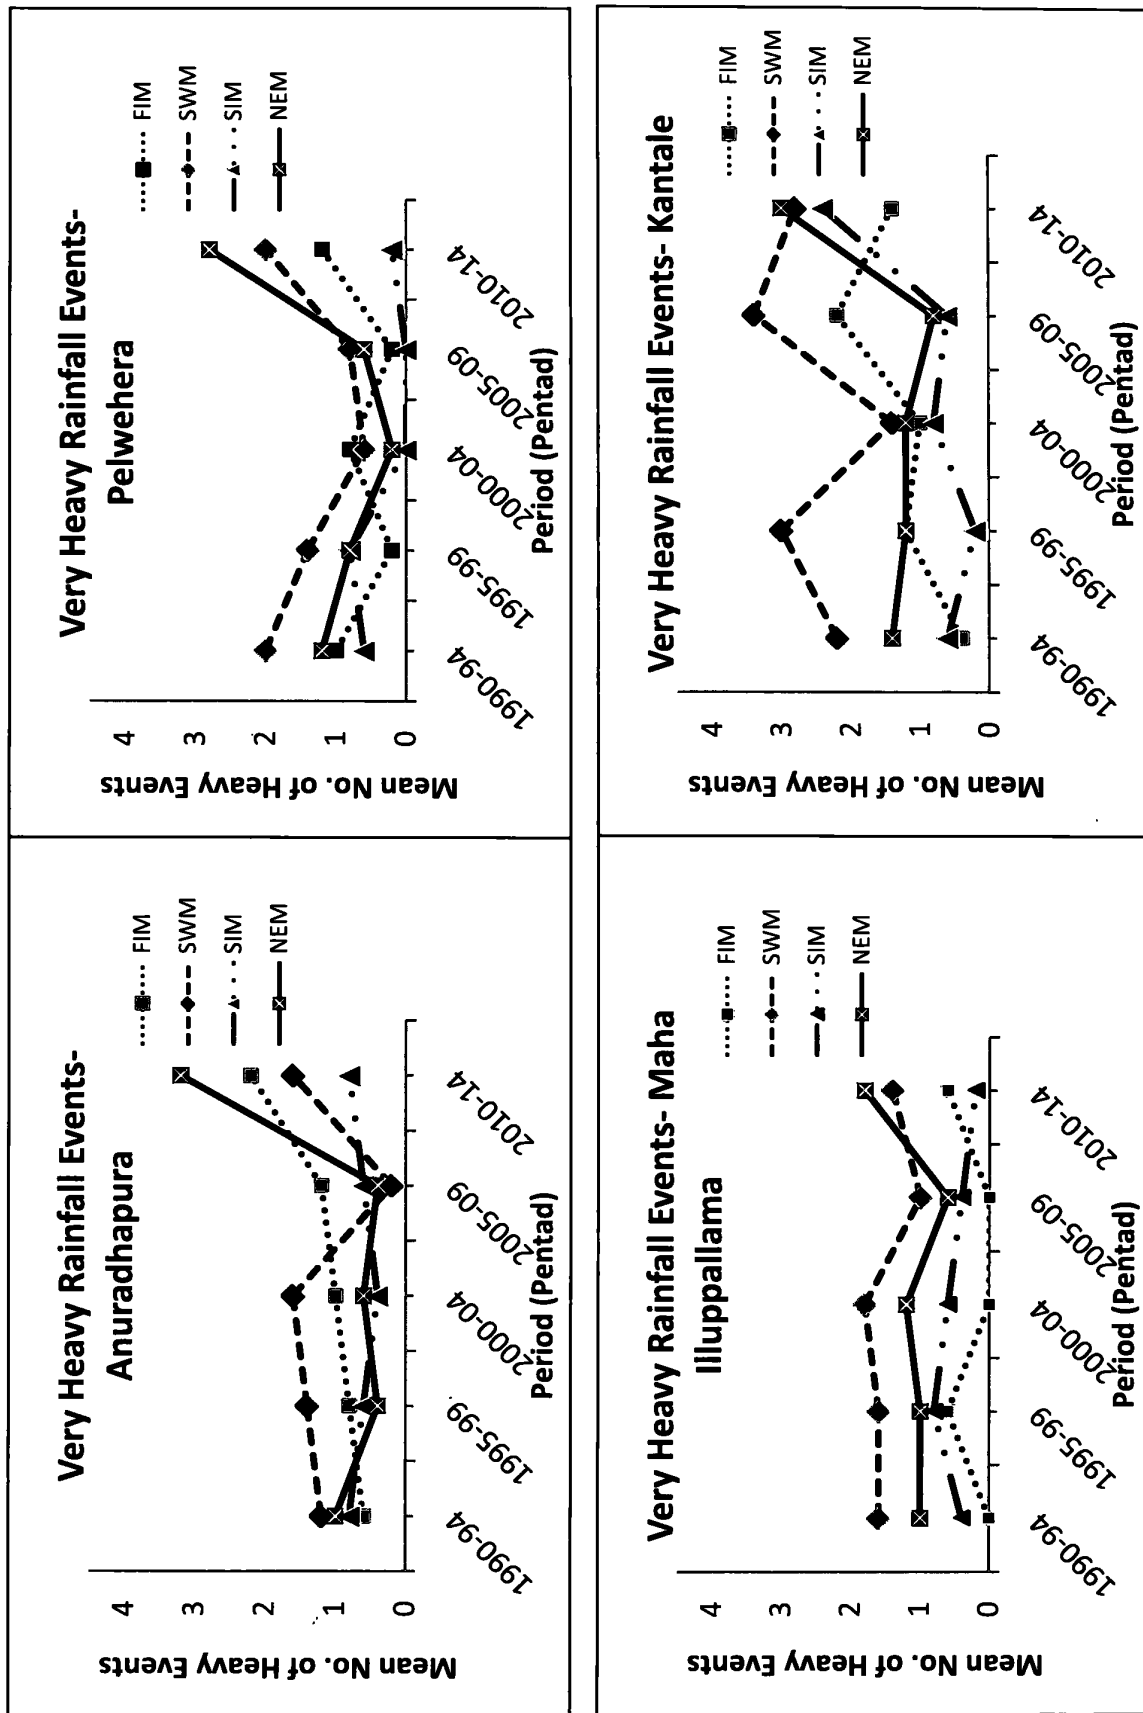 Very Heavy Rainfall Events-
Anuradhapura
FIM
SWM
SIM
NEM
Mean No. of Heavy Events
4
3
2
1
0
1990-94
1995-99
2000-04
2005-09
2010-14
Period (Pentad)
Very Heavy Rainfall Events-
Pelwehera
FIM
SWM
SIM
NEM
Mean No. of Heavy Events
4
3
2
1
0
1990-94
1995-99
2000-04
2005-09
2010-14
Period (Pentad)
Very Heavy Rainfall Events- Maha
Illuppallama
FIM
SWM
SIM
NEM
Mean No. of Heavy Events
4
3
2
1
0
1990-94
1995-99
2000-04
2005-09
2010-14
Period (Pentad)
Very Heavy Rainfall Events- Kantale
FIM
SWM
SIM
NEM
Mean No. of Heavy Events
4
3
2
1
0
1990-94
1995-99
2000-04
2005-09
2010-14
Period (Pentad)